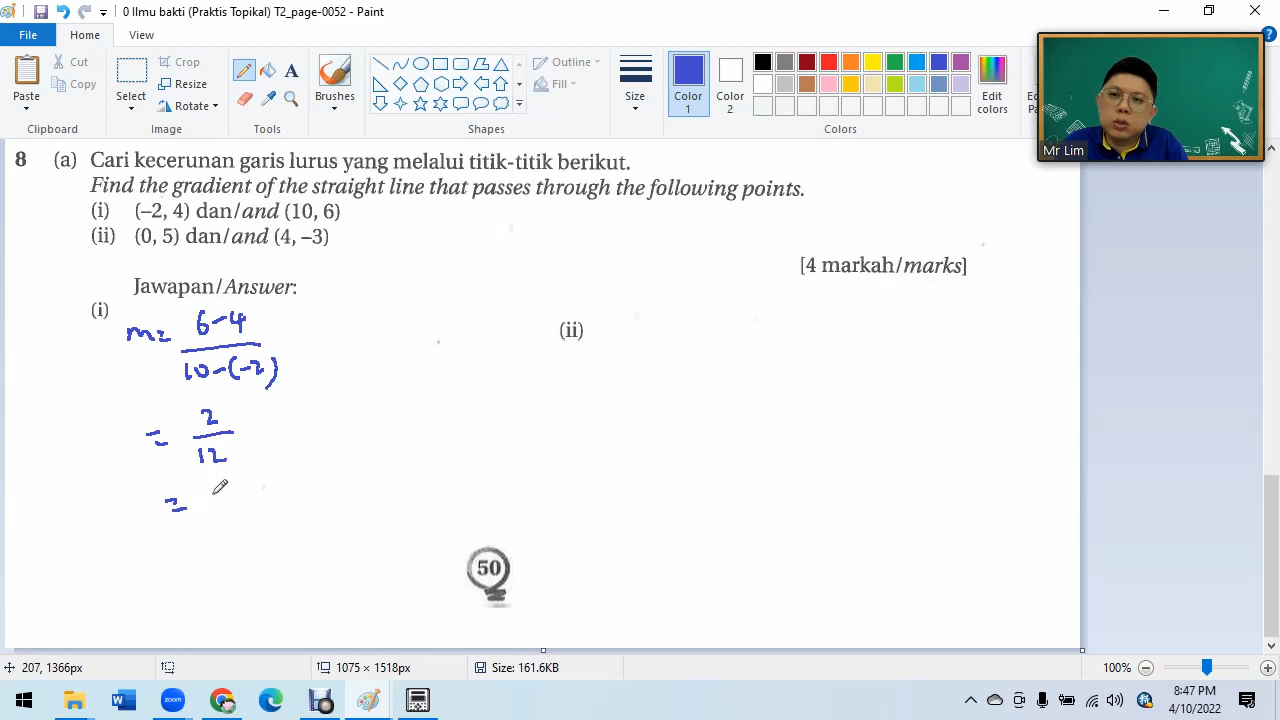 0 Ilmu bakti (Praktis Topikal) T2_page-0052 - Paint
File Home View
Paste
Cut
Copy
Clipboard
Select
Crop
Resize
Rotate
Image
Tools
Brushes
Shapes
Outline
Fill
Size
Color 1
Color 2
Colors
Edit colors
Mr Lim
8 (a) Cari kecerunan garis lurus yang melalui titik-titik berikut.
Find the gradient of the straight line that passes through the following points.
(i) (–2, 4) dan/and (10, 6)
(ii) (0, 5) dan/and (4, –3)
[4 markah/marks]
Jawapan/Answer:
(i)
(ii)
m= 6-4
10-(-2)
= 2
12
=
50
207, 1366px
1075 × 1518px
Size: 161.6KB
100%
zoom
8:47 PM
4/10/2022